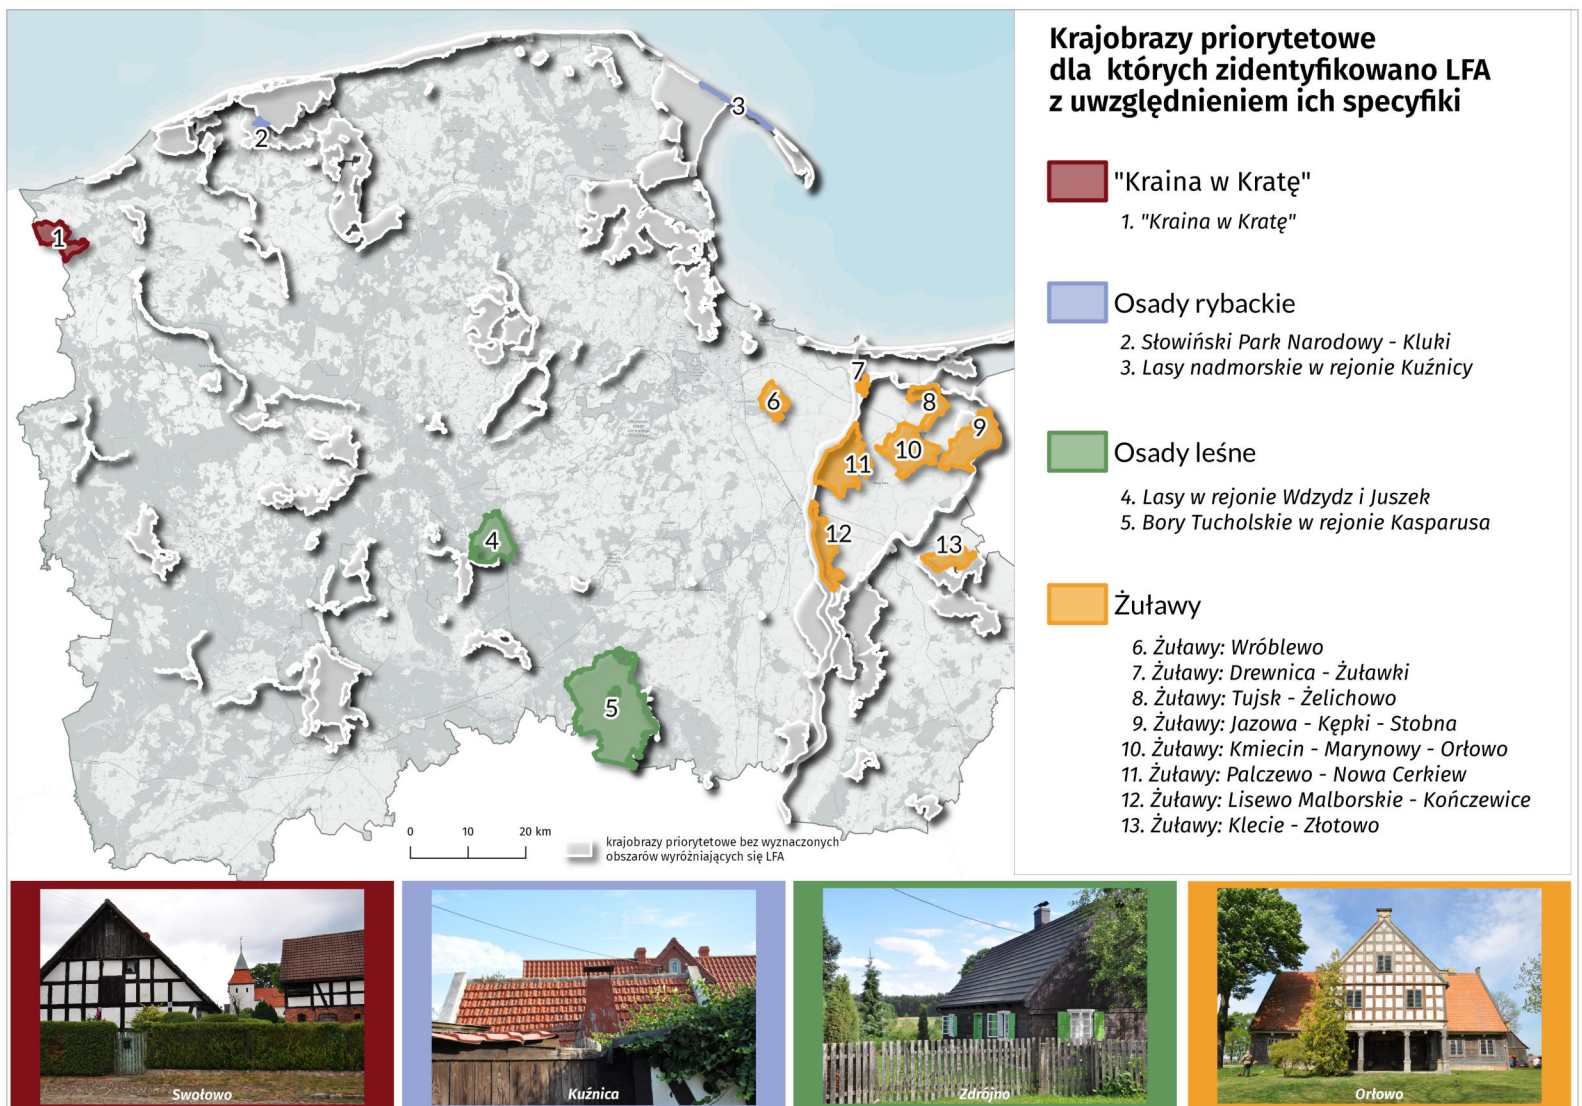 Krajobrazy priorytetowe
dla których zidentyfikowano LFA
z uwzględnieniem ich specyfiki
"Kraina w Kratę"
1. "Kraina w Kratę"
Osady rybackie
2. Słowiński Park Narodowy - Kluki
3. Lasy nadmorskie w rejonie Kuźnicy
Osady leśne
4. Lasy w rejonie Wdzydz i Juszek
5. Bory Tucholskie w rejonie Kasparusa
Żuławy
6. Żuławy: Wróblewo
7. Żuławy: Drewnica - Żuławki
8. Żuławy: Tujsk - Żelichowo
9. Żuławy: Jazowa - Kępki - Stobna
10. Żuławy: Kmiecin - Marynowy - Orłowo
11. Żuławy: Palczewo - Nowa Cerkiew
12. Żuławy: Lisewo Malborskie - Kończewice
13. Żuławy: Klecie - Złotowo
1
2
3
4
5
6
7
8
9
10
11
12
13
0 10 20 km
krajobrazy priorytetowe bez wyznaczonych
obszarów wyróżniających się LFA
Swołowo
Kuźnica
Zdrójno
Orłowo